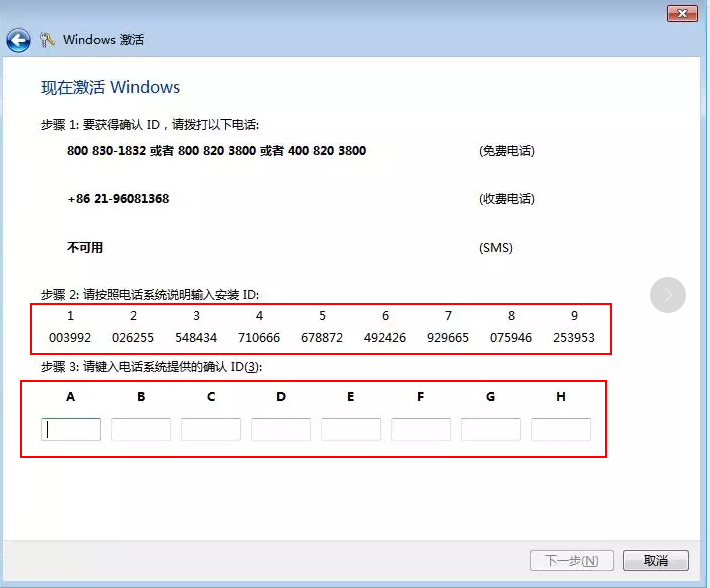 Windows 激活
现在激活 Windows
步骤 1: 要获得确认 ID，请拨打以下电话:
800 830-1832 或者 800 820 3800 或者 400 820 3800 (免费电话)
+86 21-96081368 (收费电话)
不可用 (SMS)
步骤 2: 请按照电话系统说明输入安装 ID:
1 2 3 4 5 6 7 8 9
003992 026255 548434 710666 678872 492426 929665 075946 253953
步骤 3: 请键入电话系统提供的确认 ID(3):
A B C D E F G H
下一步(N) 取消